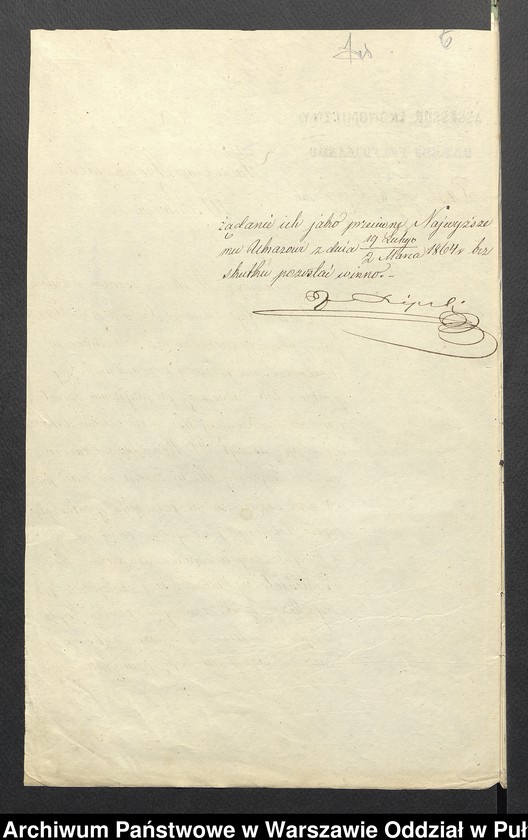 6
żądanie ich jako przeciwne Najwyższe
mu Ukazowi z dnia 19 Lutego / 2 Marca 1864 r bez
skutku pozostać winno.–
Archiwum Państwowe w Warszawie Oddział w Puł